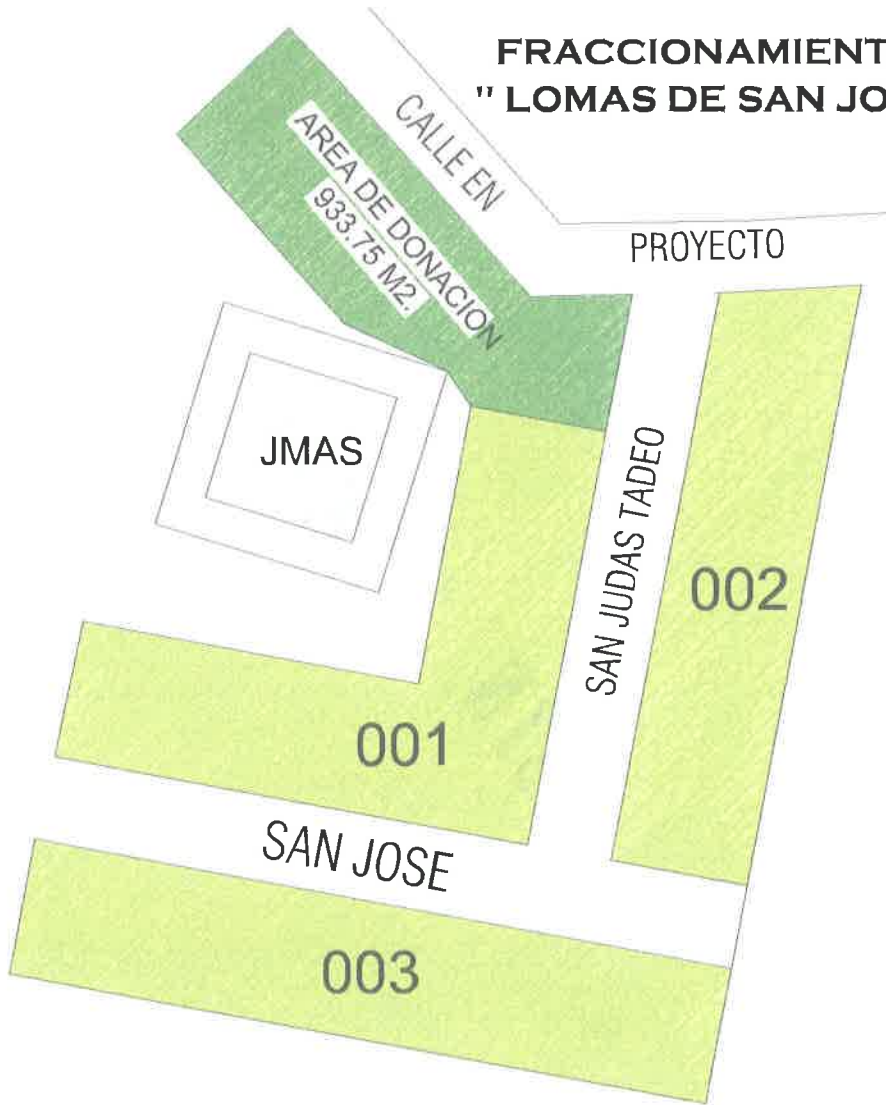 FRACCIONAMIENT
" LOMAS DE SAN JO
CALLE EN
PROYECTO
AREA DE DONACION
933.75 M2.
JMAS
SAN JUDAS TADEO
002
001
SAN JOSE
003